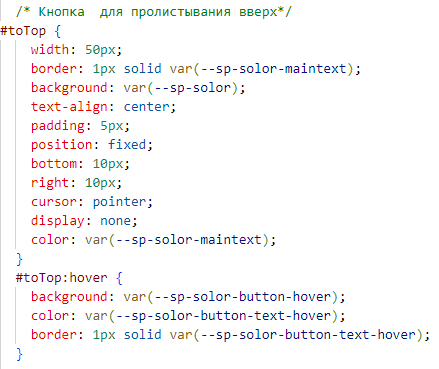 /* Кнопка  для пролистывания вверх*/
#toTop {
width: 50px;
border: 1px solid var(--sp-solor-maintext);
background: var(--sp-solor);
text-align: center;
padding: 5px;
position: fixed;
bottom: 10px;
right: 10px;
cursor: pointer;
display: none;
color: var(--sp-solor-maintext);
}
#toTop:hover {
background: var(--sp-solor-button-hover);
color: var(--sp-solor-button-text-hover);
border: 1px solid var(--sp-solor-button-text-hover);
}